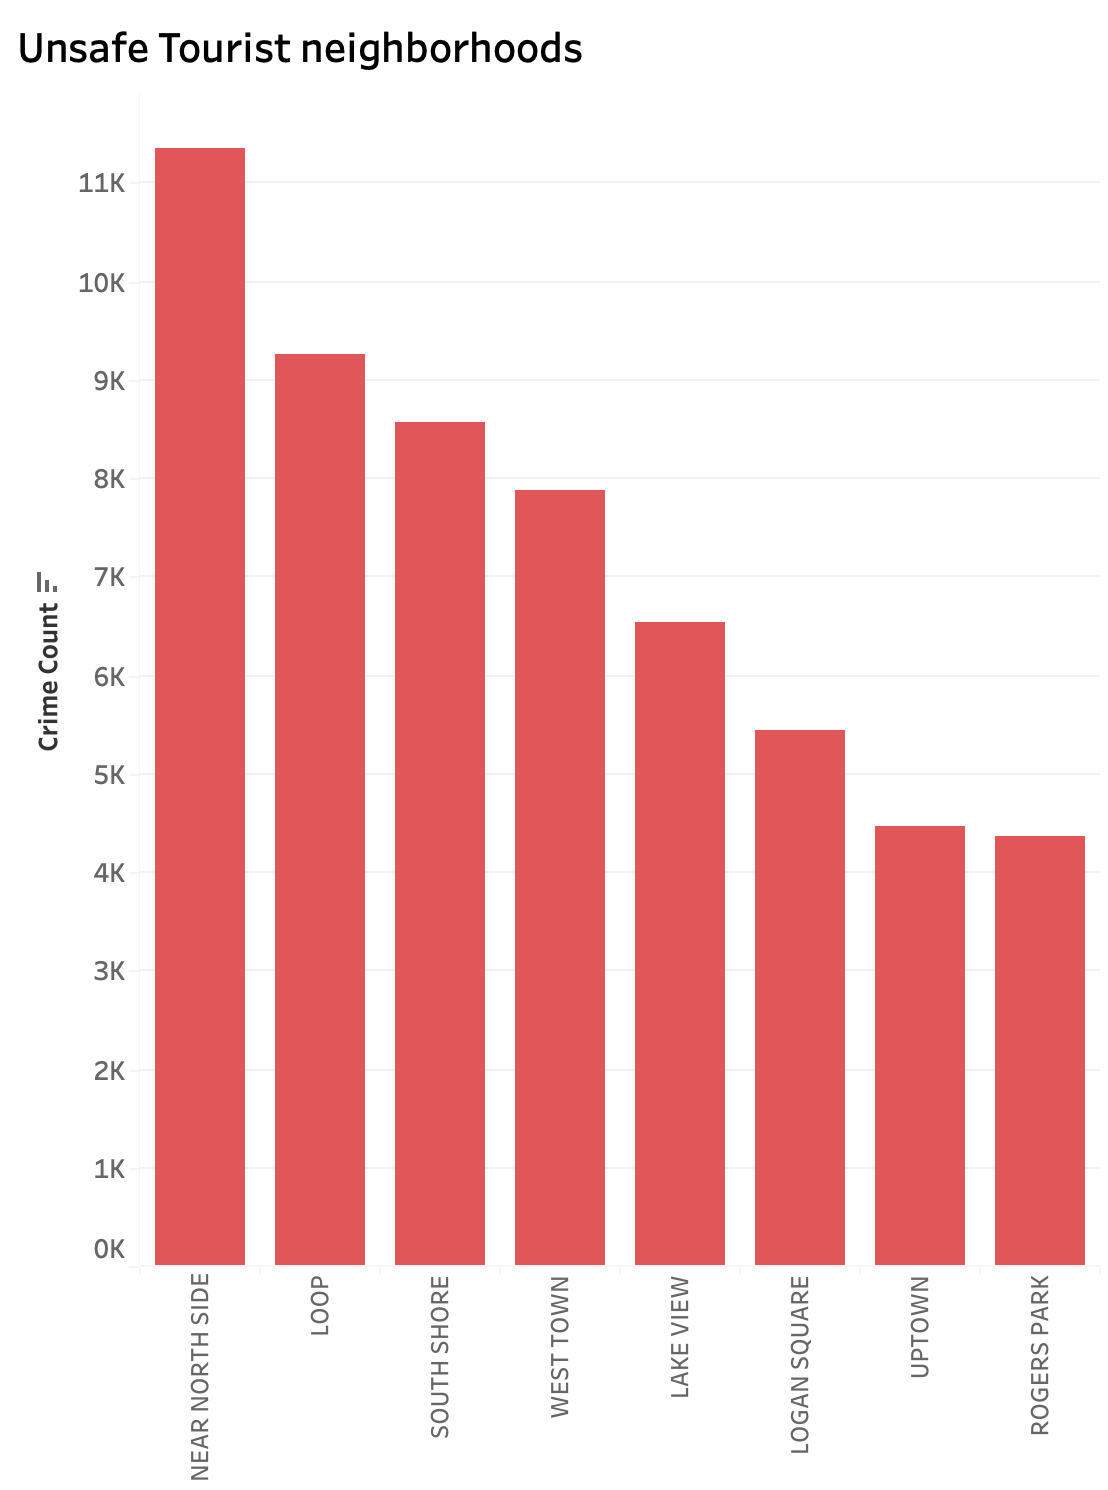 Unsafe Tourist neighborhoods
11K
10K
9K
8K
7K
6K
5K
4K
3K
2K
1K
0K
Crime Count
NEAR NORTH SIDE
LOOP
SOUTH SHORE
WEST TOWN
LAKE VIEW
LOGAN SQUARE
UPTOWN
ROGERS PARK